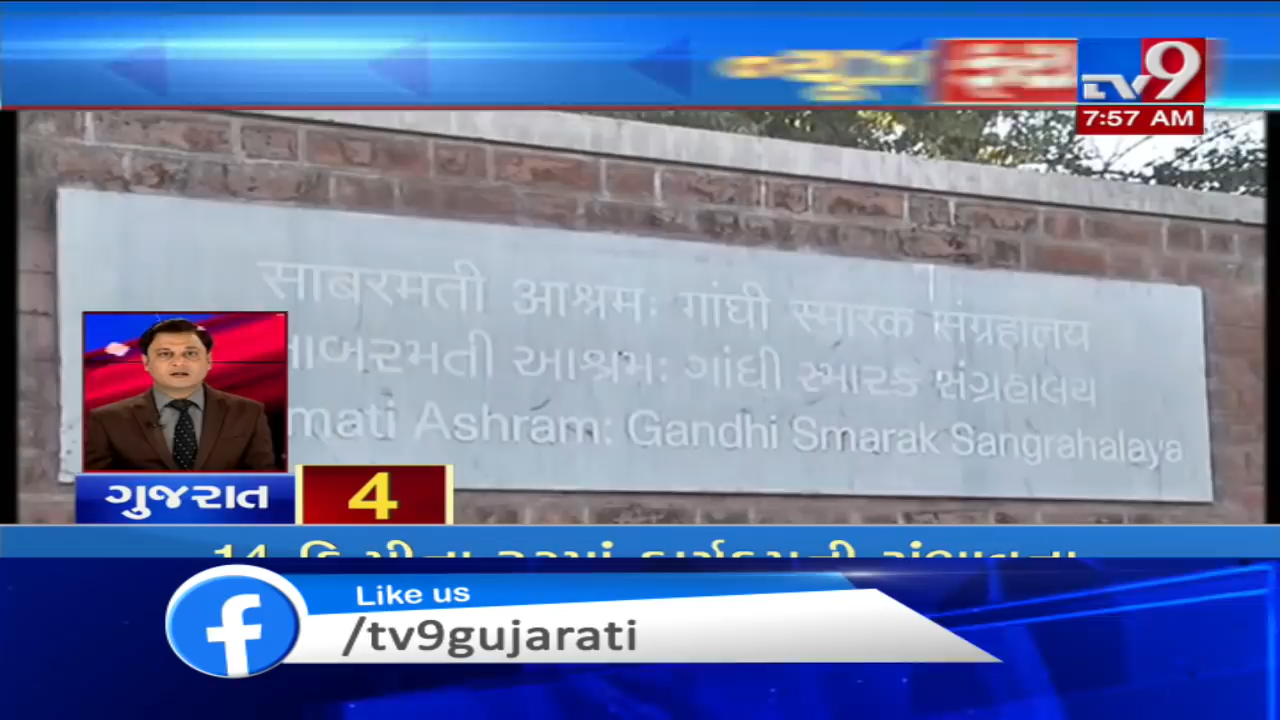 tv9
7:57 AM
साबरमती आश्रम: गांधी स्मारक संग्रहालय
સાબરમતી આશ્રમ: ગાંધી સ્મારક સંગ્રહાલય
mati Ashram: Gandhi Smarak Sangrahalaya
ગુજરાત 4
Like us
/tv9gujarati